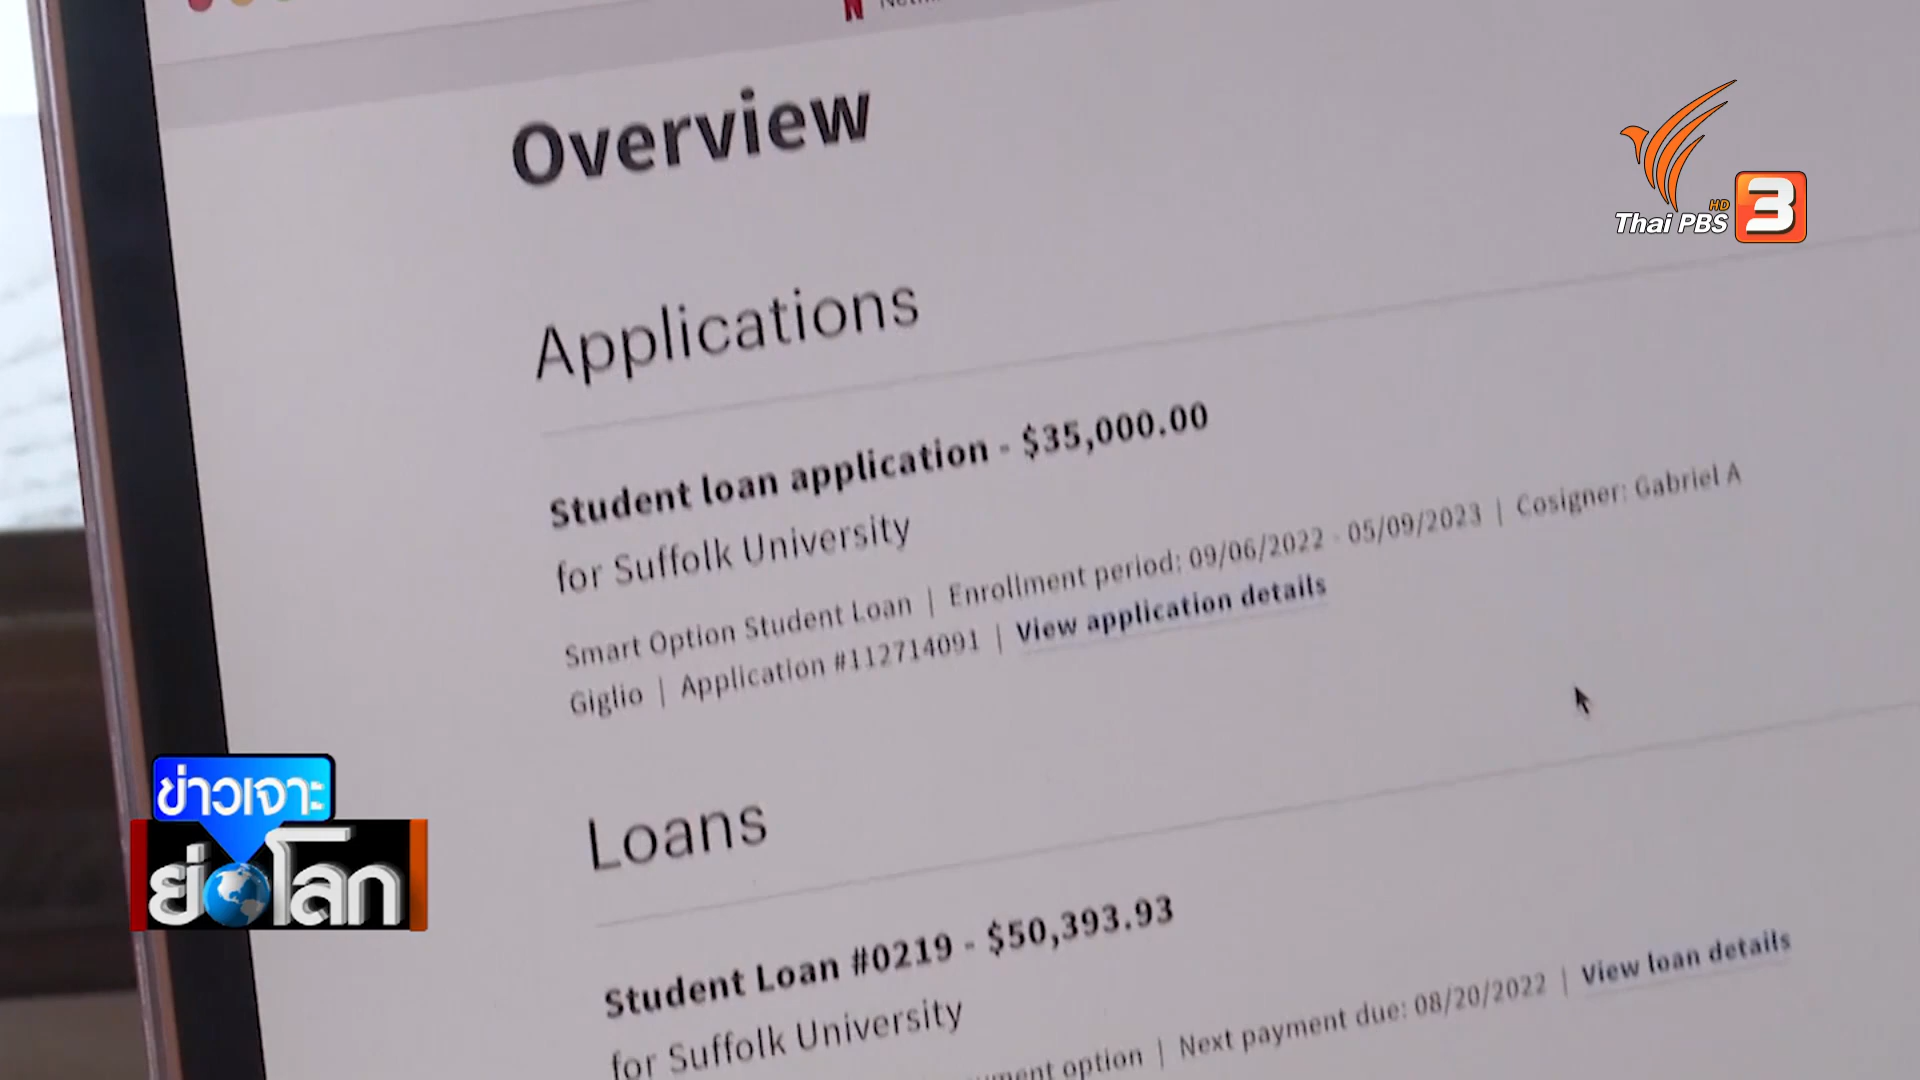 Overview
Thai PBS HD 3
Applications
Student loan application - $35,000.00
for Suffolk University
Smart Option Student Loan | Enrollment period: 09/06/2022 - 05/09/2023 | Cosigner: Gabriel A
Giglio | Application #112714091 | View application details
ข่าวเจาะ
ย่อโลก
Loans
Student Loan #0219 - $50,393.93
for Suffolk University
option | Next payment due: 08/20/2022 | View loan details